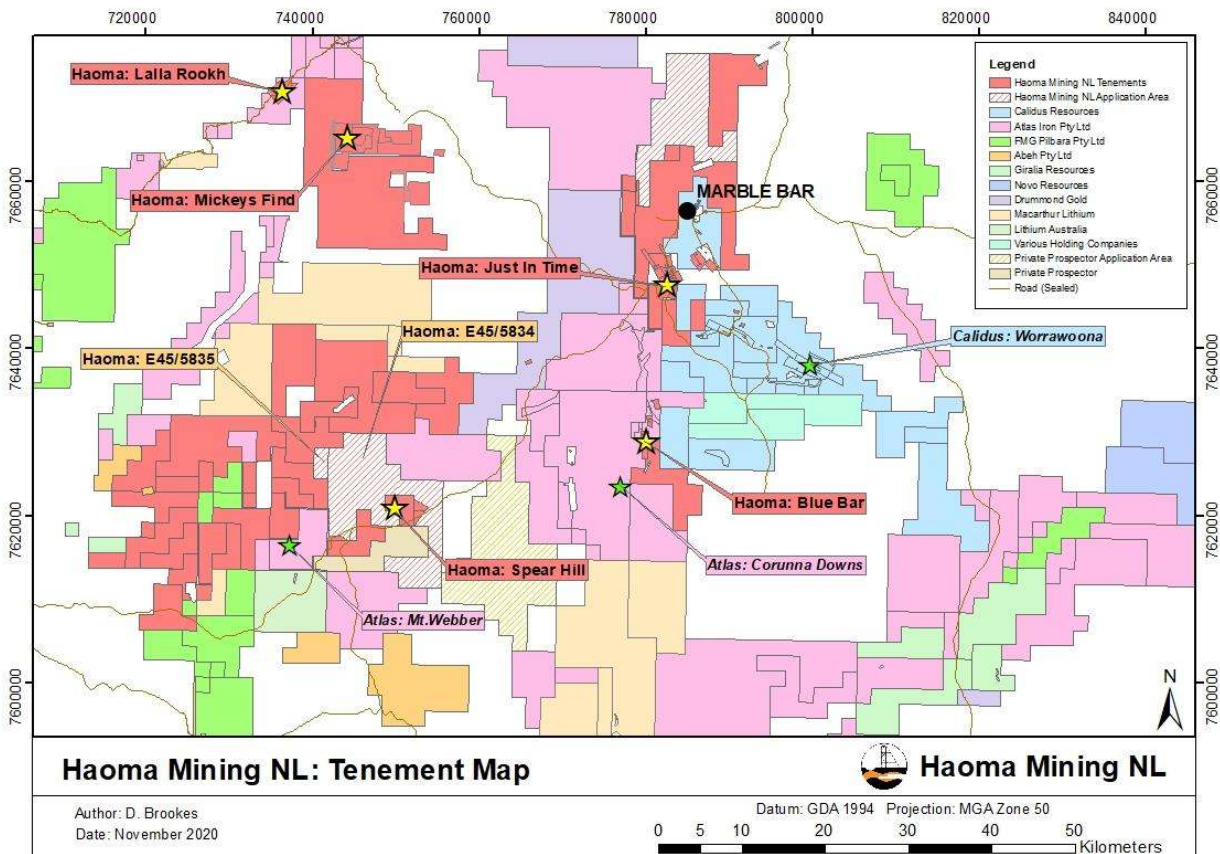 720000 740000 760000 780000 800000 820000 840000
7660000
7640000
7620000
7600000
7660000
7640000
7620000
7600000
Haoma: Lalla Rookh
Haoma: Mickeys Find
MARBLE BAR
Haoma: Just In Time
Haoma: E45/5834
Haoma: E45/5835
Calidus: Worrawoona
Haoma: Blue Bar
Atlas: Corunna Downs
Haoma: Spear Hill
Atlas: Mt.Webber
Legend
Haoma Mining NL Tenements
Haoma Mining NL Application Area
Calidus Resources
Atlas Iron Pty Ltd
FMG Pilbara Pty Ltd
Abeh Pty Ltd
Giralia Resources
Novo Resources
Drummond Gold
Macarthur Lithium
Lithium Australia
Various Holding Companies
Private Prospector Application Area
Private Prospector
Road (Sealed)
N
Haoma Mining NL: Tenement Map
Haoma Mining NL
Author: D. Brookes
Date: November 2020
Datum: GDA 1994 Projection: MGA Zone 50
0 5 10 20 30 40 50
Kilometers